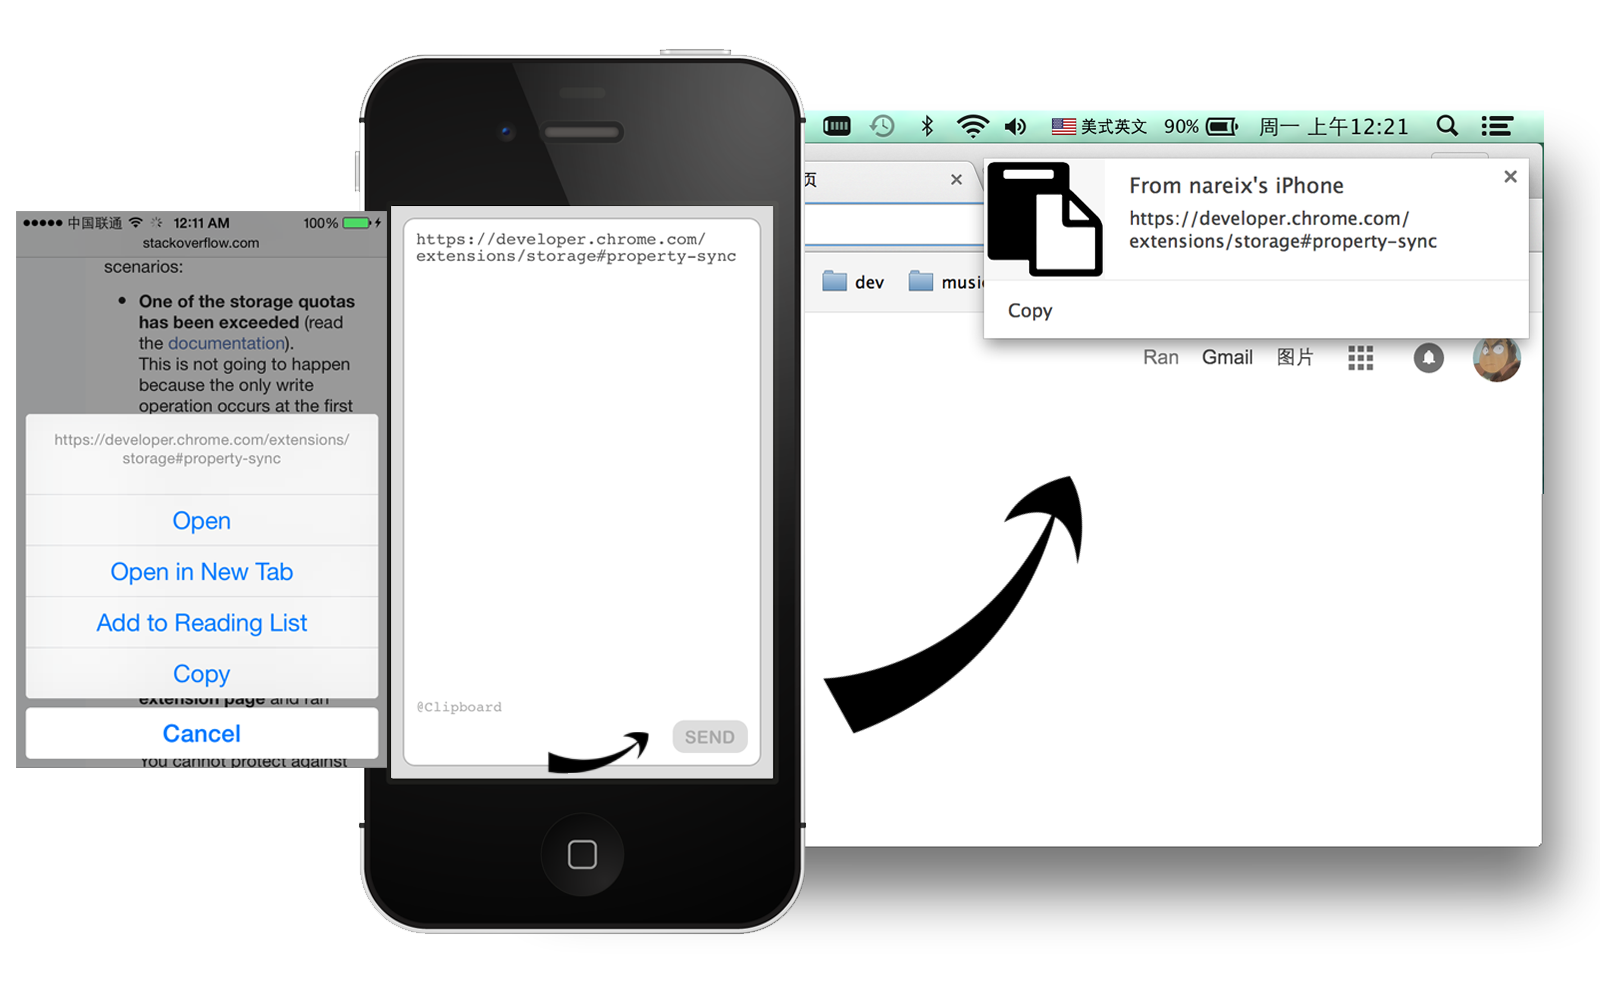 ●●●●● 中国联通 12:11 AM 100%
stackoverflow.com
scenarios:
• One of the storage quotas
has been exceeded (read
the documentation).
This is not going to happen
because the only write
operation occurs at the first
https://developer.chrome.com/extensions/
storage#property-sync
Open
Open in New Tab
Add to Reading List
Copy
extension page and ran
Cancel
You cannot protect against
https://developer.chrome.com/
extensions/storage#property-sync
@Clipboard
SEND
美式英文 90% 周一 上午12:21
页 ×
From nareix's iPhone ×
https://developer.chrome.com/
extensions/storage#property-sync
Copy
dev music
Ran Gmail 图片